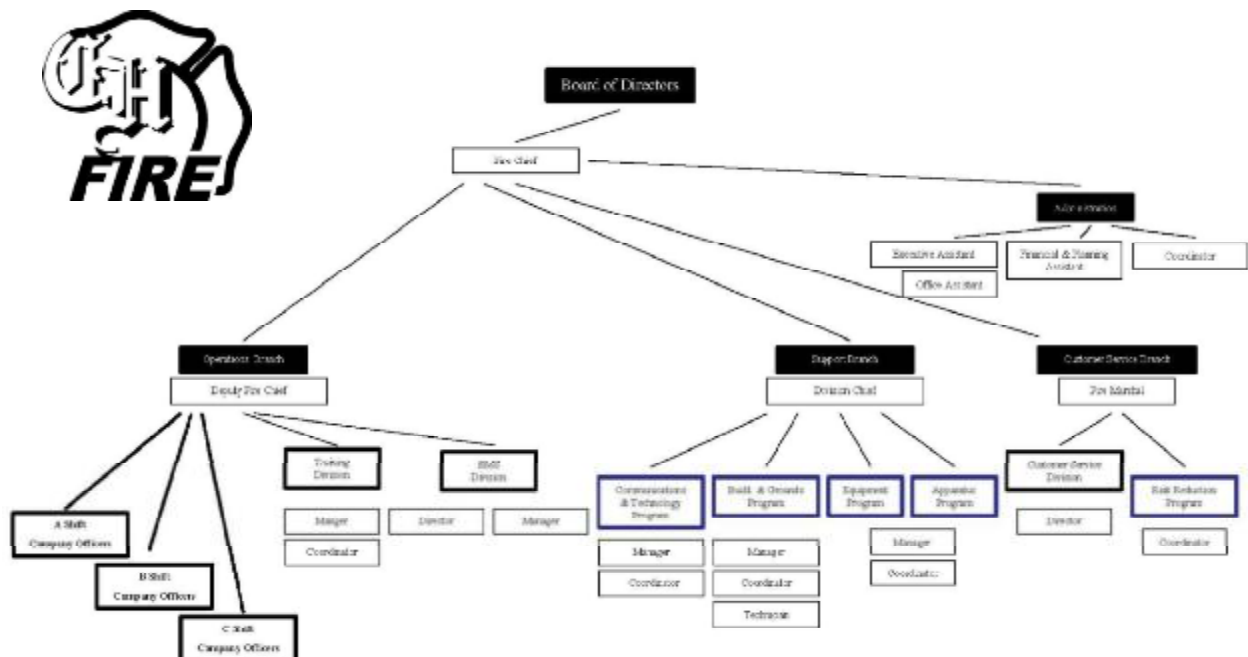 CH
FIRE
Board of Directors
Fire Chief
Administration
Executive Assistant
Office Assistant
Financial & Planning
Assistant
Coordinator
Operations Branch
Deputy Fire Chief
Support Branch
Division Chief
Customer Service Branch
Fire Marshal
Training
Division
Division
Manger
Coordinator
Director
Manager
A Shift
Company Officers
B Shift
Company Officers
C Shift
Company Officers
Communications
& Technology
Program
Manager
Coordinator
Build. & Grounds
Program
Manager
Coordinator
Technician
Equipment
Program
Apparatus
Program
Manager
Coordinator
Customer Service
Division
Director
Risk Reduction
Program
Coordinator